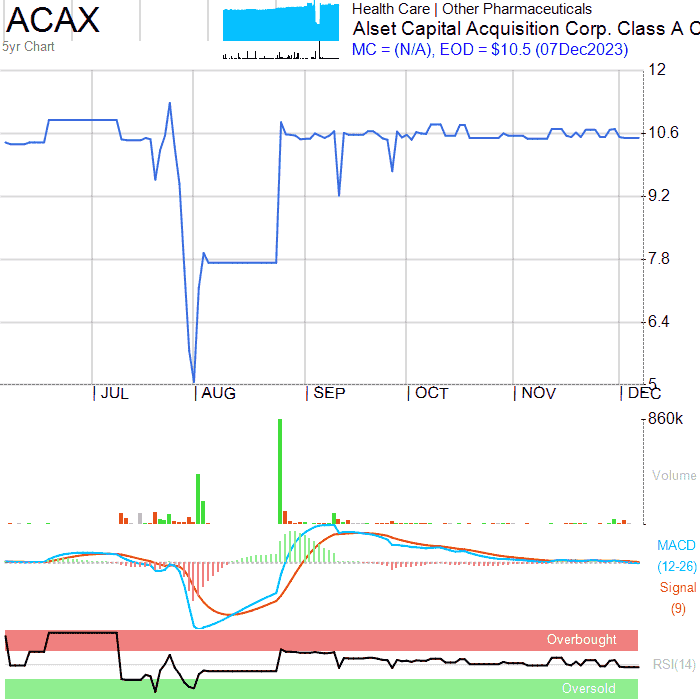 ACAX
5yr Chart
Health Care | Other Pharmaceuticals
Alset Capital Acquisition Corp. Class A C
MC = (N/A), EOD = $10.5 (07Dec2023)
12
10.6
9.2
7.8
6.4
5
JUL AUG SEP OCT NOV DEC
860k
Volume
MACD
(12-26)
Signal
(9)
Overbought
RSI(14)
Oversold